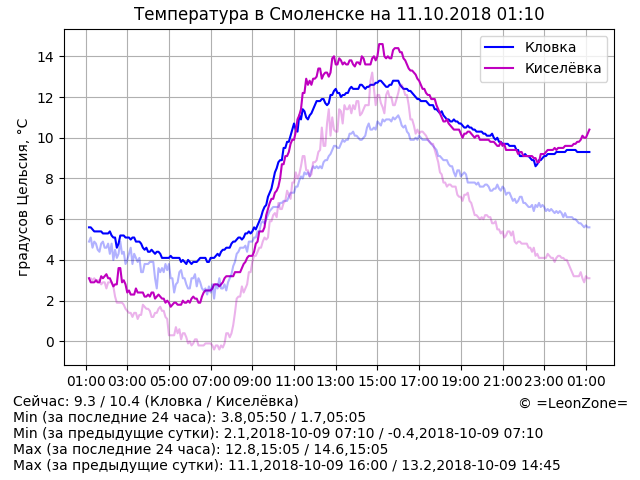 Температура в Смоленске на 11.10.2018 01:10
Кловка
Киселёвка
градусов Цельсия, °C
14
12
10
8
6
4
2
0
01:00 03:00 05:00 07:00 09:00 11:00 13:00 15:00 17:00 19:00 21:00 23:00 01:00
Сейчас: 9.3 / 10.4 (Кловка / Киселёвка)
© =LeonZone=
Min (за последние 24 часа): 3.8,05:50 / 1.7,05:05
Min (за предыдущие сутки): 2.1,2018-10-09 07:10 / -0.4,2018-10-09 07:10
Max (за последние 24 часа): 12.8,15:05 / 14.6,15:05
Max (за предыдущие сутки): 11.1,2018-10-09 16:00 / 13.2,2018-10-09 14:45